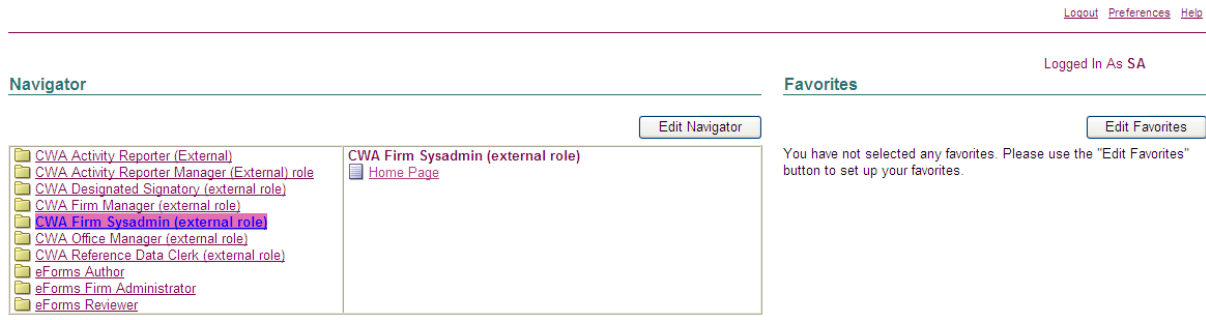 Logout Preferences Help
Logged In As SA
Navigator
Favorites
Edit Navigator
Edit Favorites
CWA Activity Reporter (External)
CWA Activity Reporter Manager (External) role
CWA Designated Signatory (external role)
CWA Firm Manager (external role)
CWA Firm Sysadmin (external role)
CWA Office Manager (external role)
CWA Reference Data Clerk (external role)
eForms Author
eForms Firm Administrator
eForms Reviewer
CWA Firm Sysadmin (external role)
Home Page
You have not selected any favorites. Please use the "Edit Favorites"
button to set up your favorites.